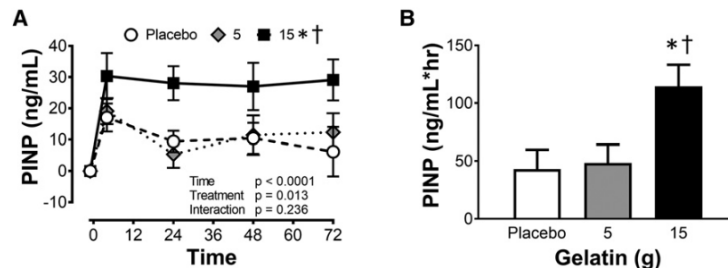 A
Placebo 5 15 *†
PINP (ng/mL)
40
30
20
10
0
-10
Time p < 0.0001
Treatment p = 0.013
Interaction p = 0.236
0 12 24 36 48 60 72
Time
B
PINP (ng/mL*hr)
150
100
50
0
*†
Placebo 5 15
Gelatin (g)